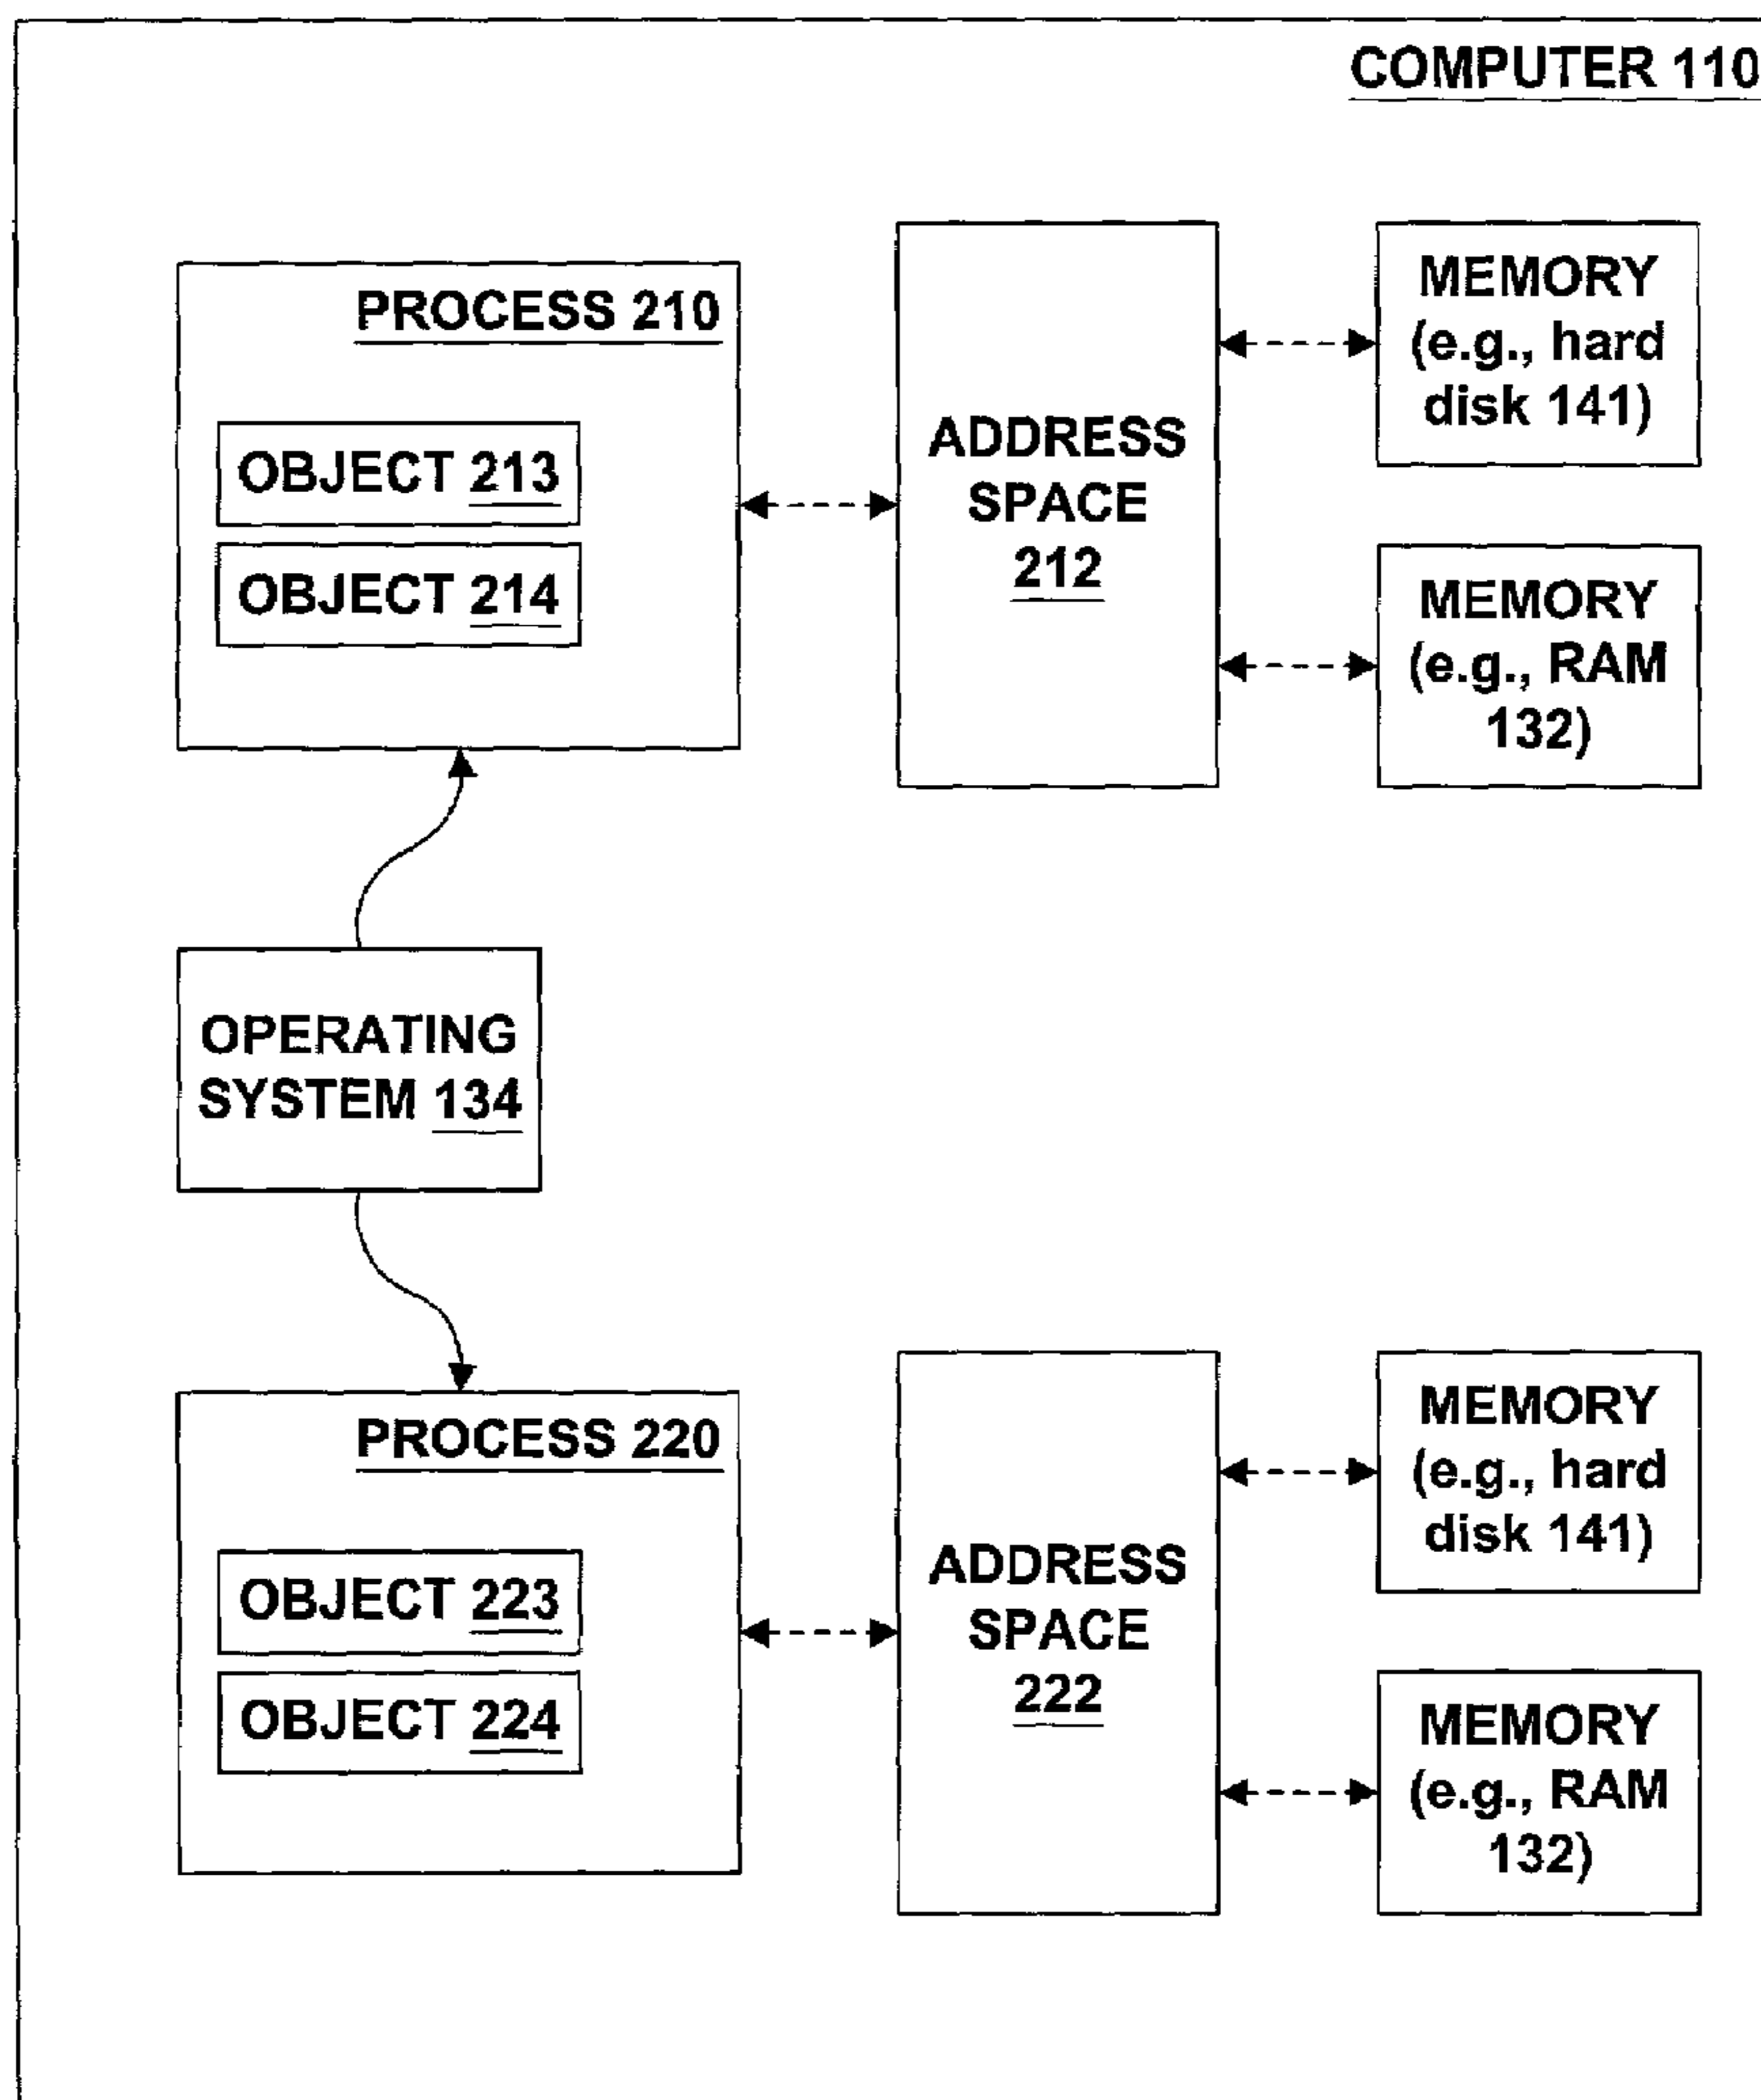 COMPUTER 110
PROCESS 210
OBJECT 213
OBJECT 214
ADDRESS
SPACE
212
MEMORY
(e.g., hard
disk 141)
MEMORY
(e.g., RAM
132)
OPERATING
SYSTEM 134
PROCESS 220
OBJECT 223
OBJECT 224
ADDRESS
SPACE
222
MEMORY
(e.g., hard
disk 141)
MEMORY
(e.g., RAM
132)